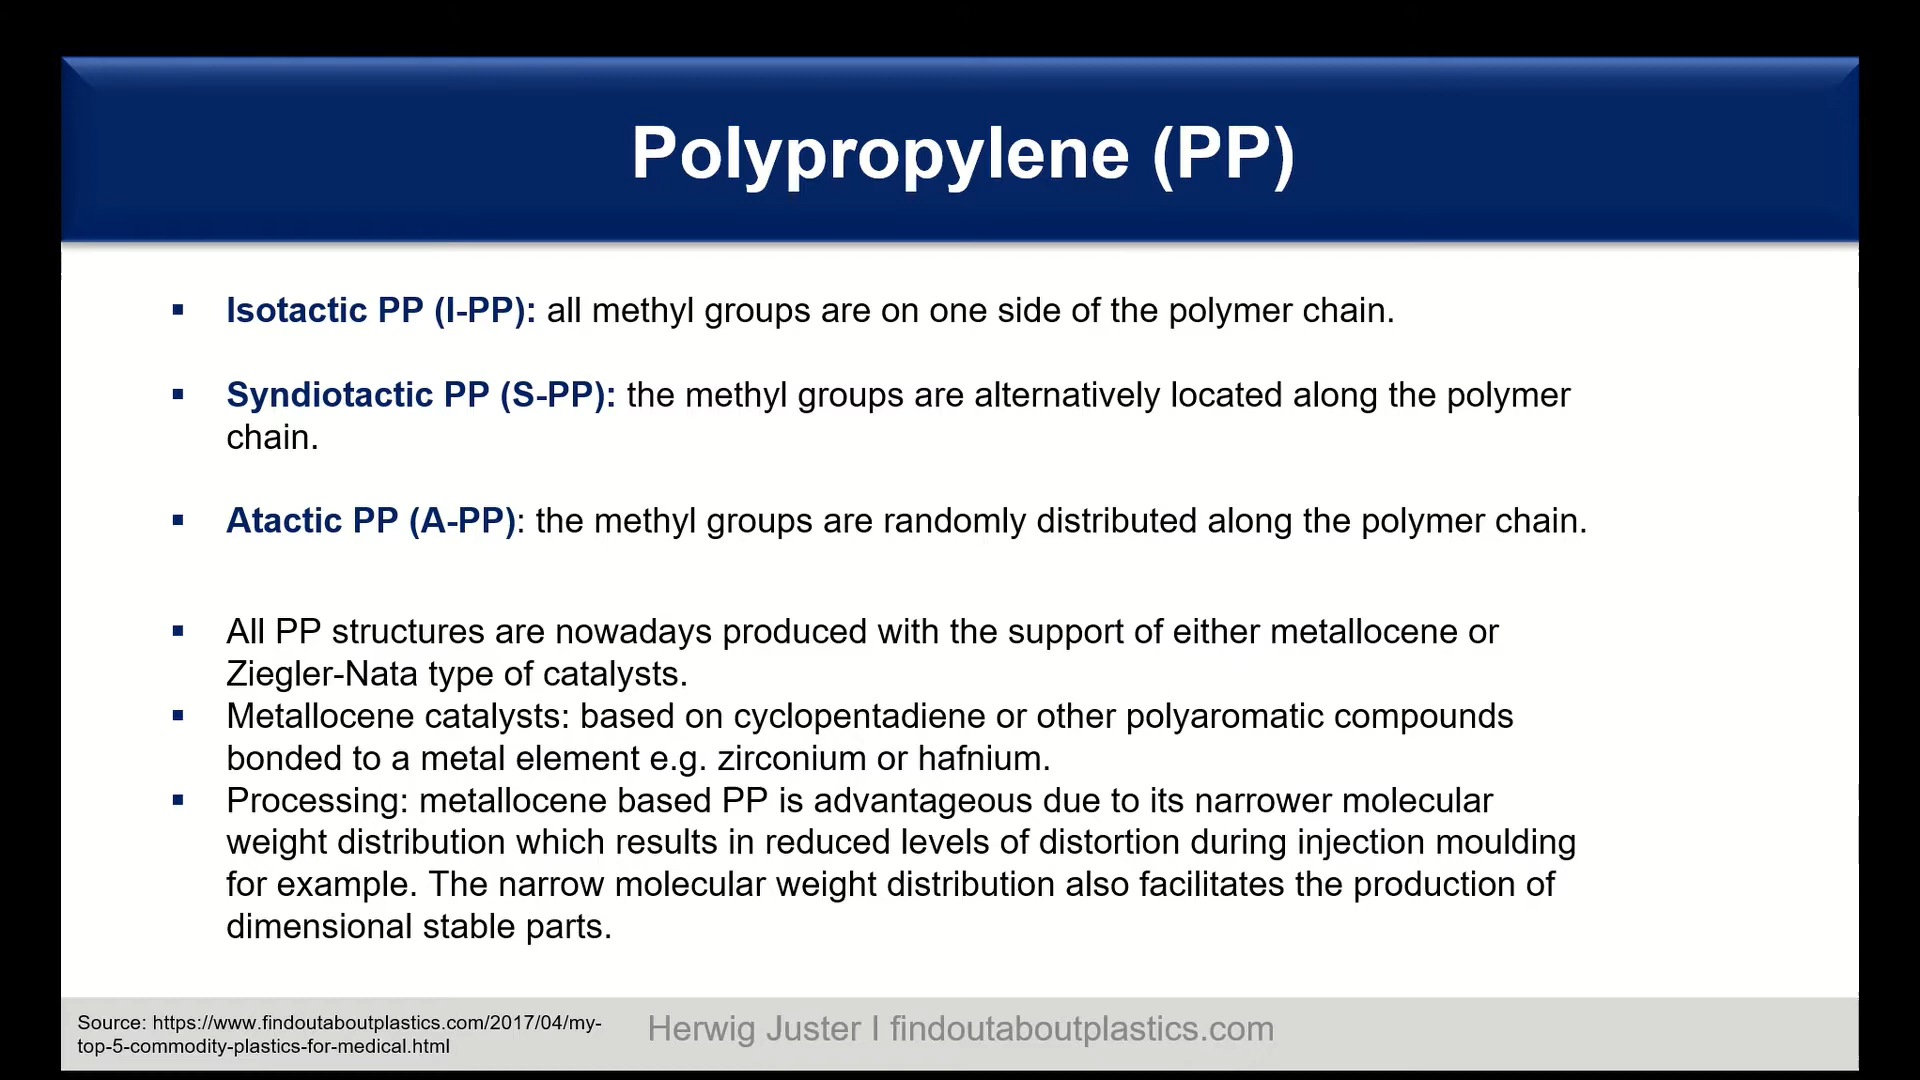 Polypropylene (PP)
▪ Isotactic PP (I-PP): all methyl groups are on one side of the polymer chain.
▪ Syndiotactic PP (S-PP): the methyl groups are alternatively located along the polymer
chain.
▪ Atactic PP (A-PP): the methyl groups are randomly distributed along the polymer chain.
▪ All PP structures are nowadays produced with the support of either metallocene or
Ziegler-Nata type of catalysts.
▪ Metallocene catalysts: based on cyclopentadiene or other polyaromatic compounds
bonded to a metal element e.g. zirconium or hafnium.
▪ Processing: metallocene based PP is advantageous due to its narrower molecular
weight distribution which results in reduced levels of distortion during injection moulding
for example. The narrow molecular weight distribution also facilitates the production of
dimensional stable parts.
Source: https://www.findoutaboutplastics.com/2017/04/my-
top-5-commodity-plastics-for-medical.html
Herwig Juster I findoutaboutplastics.com